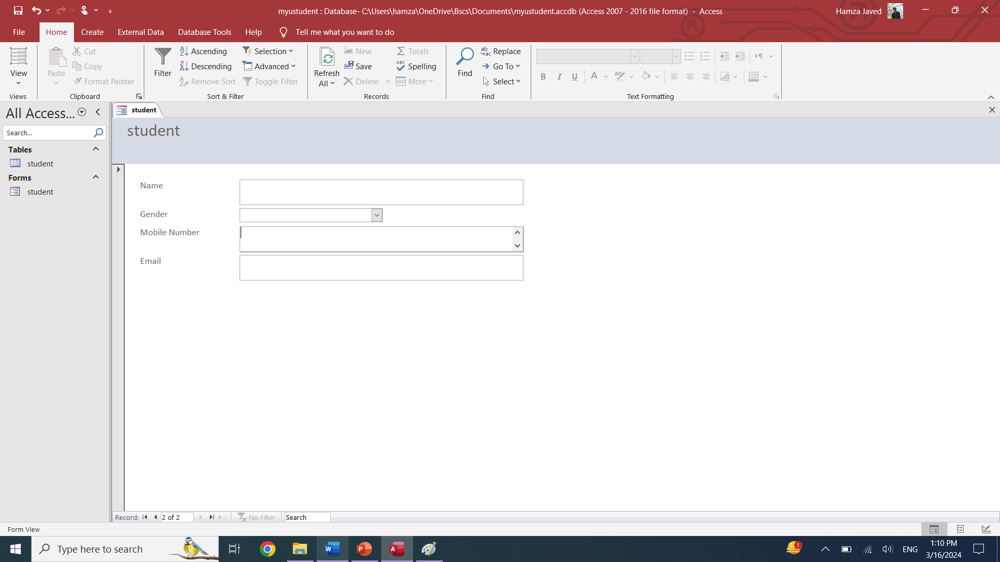 myustudent : Database- C:\Users\hamza\OneDrive\Bscs\Documents\myustudent.accdb (Access 2007 - 2016 file format)  -  Access
Hamza Javed
File Home Create External Data Database Tools Help Tell me what you want to do
View
Views
Paste
Cut
Copy
Format Painter
Clipboard
Filter
Ascending
Descending
Remove Sort
Selection
Advanced
Toggle Filter
Sort & Filter
Refresh
All
New
Save
Delete
Totals
Spelling
More
Records
Find
Replace
Go To
Select
Find
B I U A
Text Formatting
All Access...
Search...
Tables
student
Forms
student
student
student
Name
Gender
Mobile Number
Email
Record: 2 of 2 No Filter Search
Form View
Type here to search
1
ENG
1:10 PM
3/16/2024